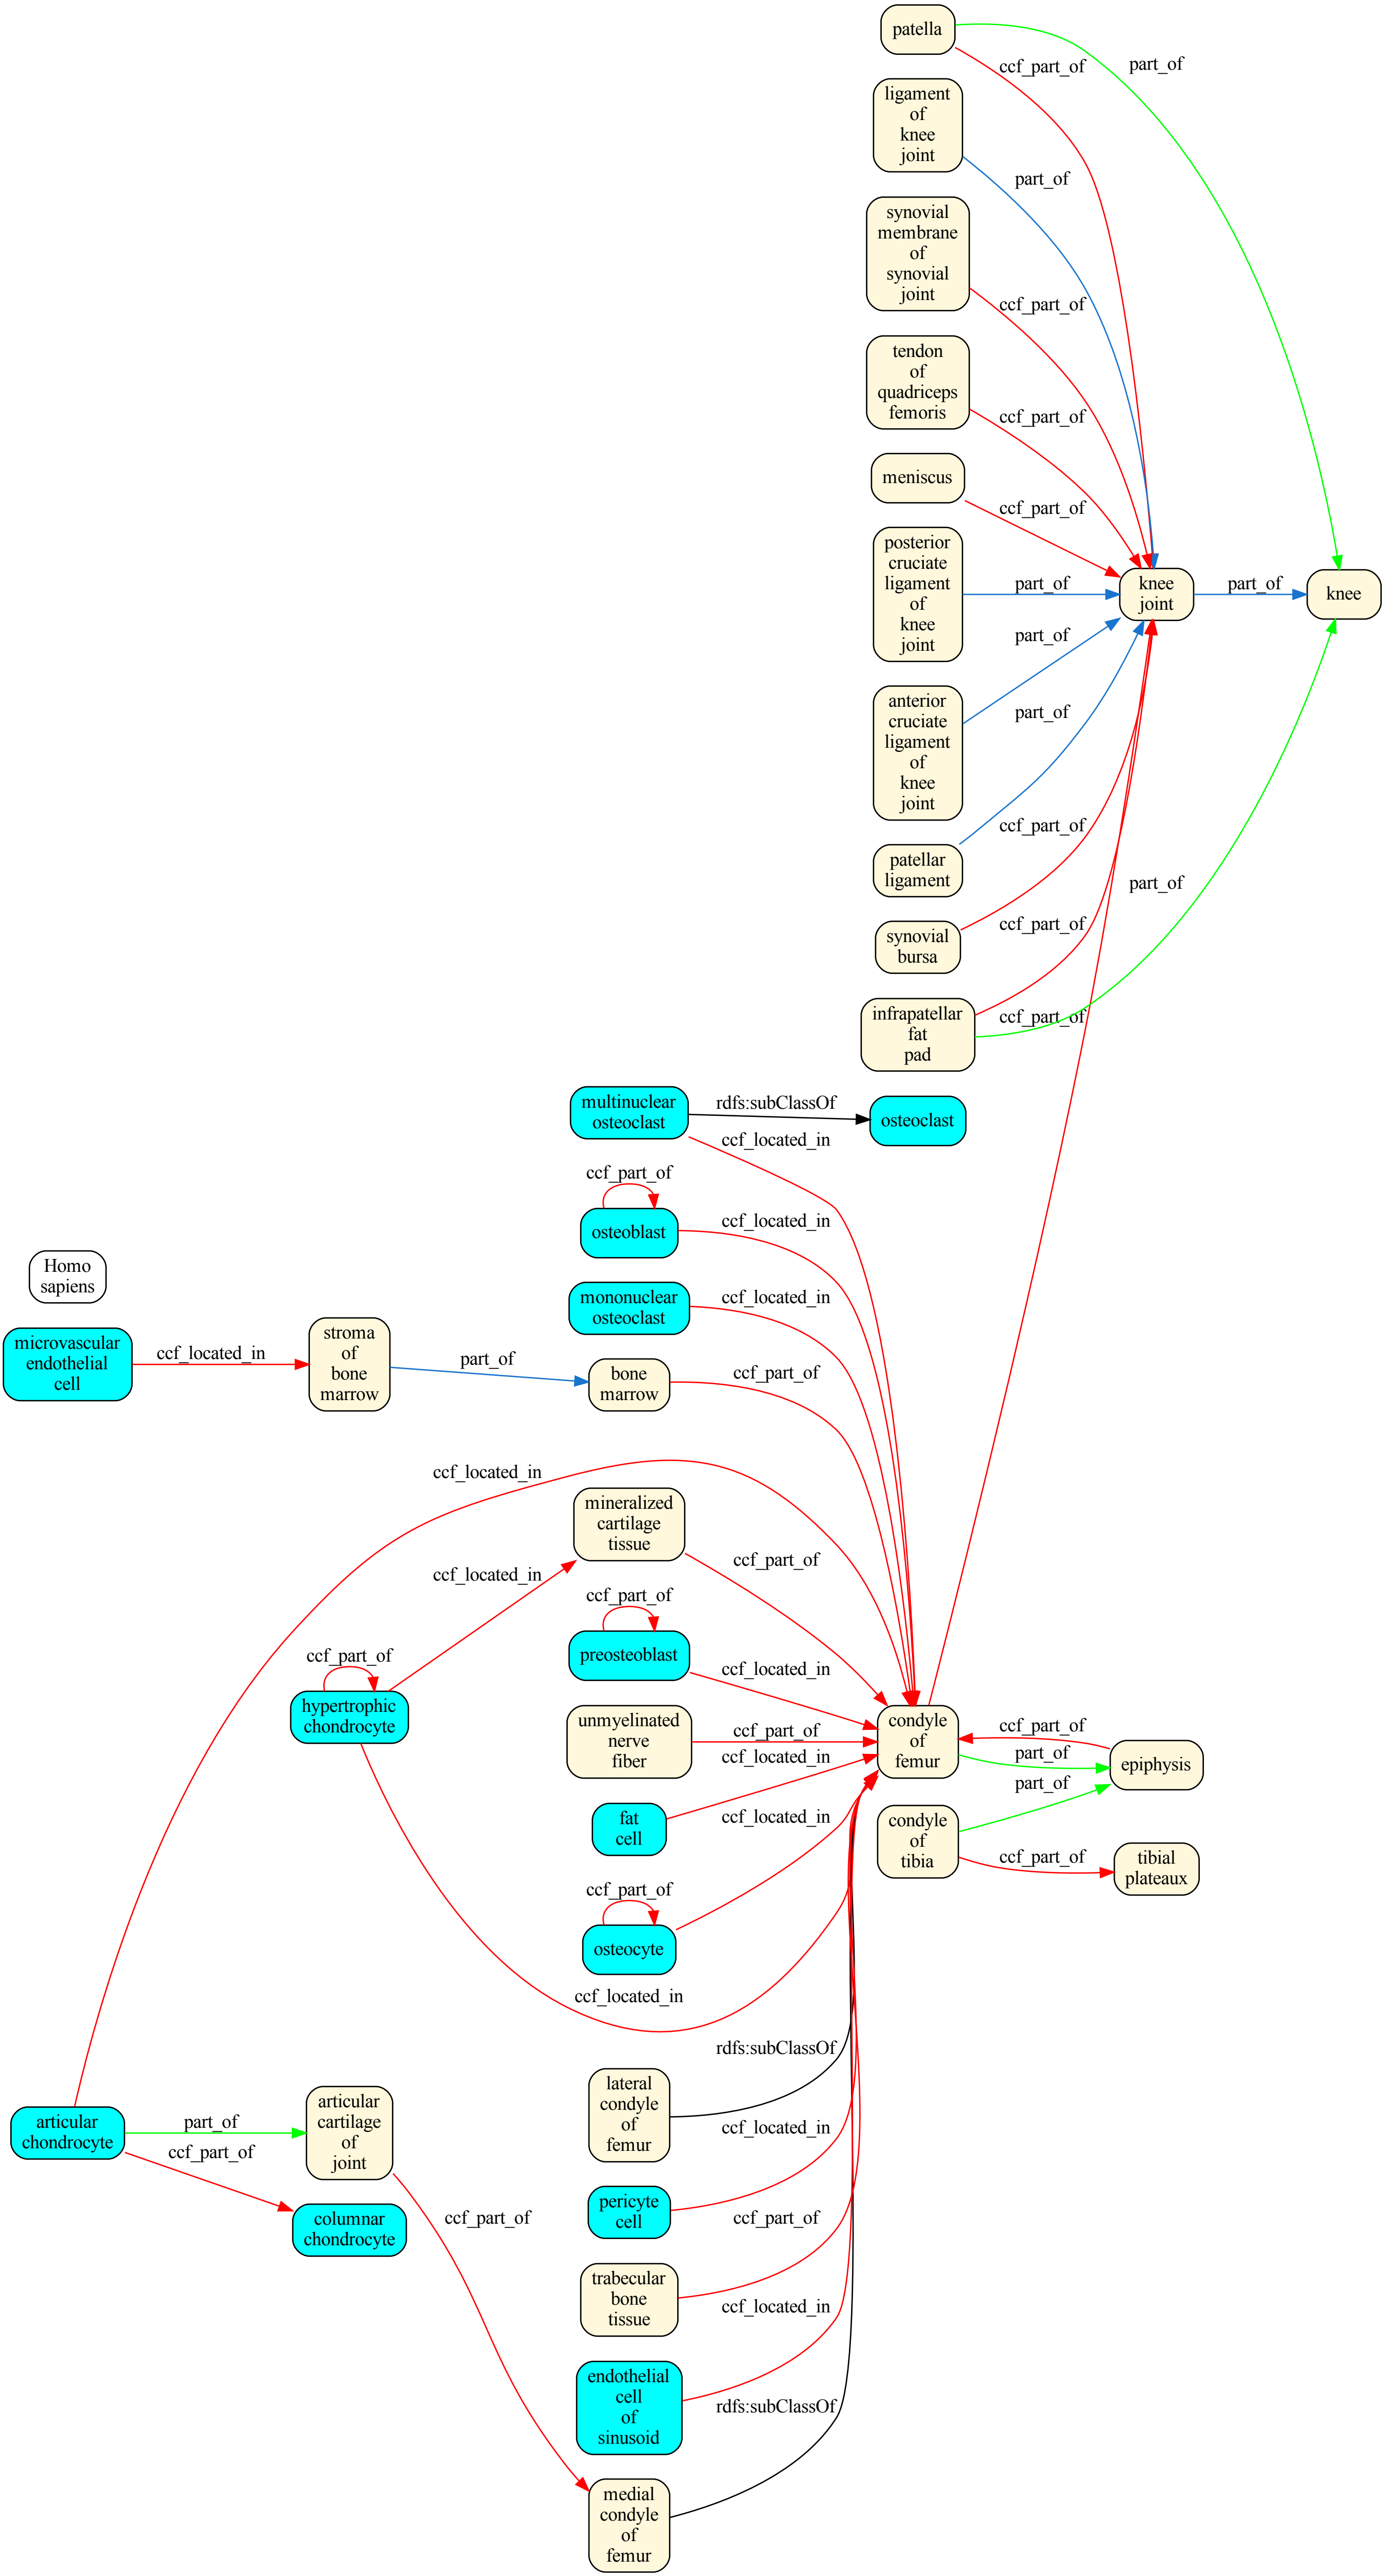 patella
ccf_part_of
part_of
ligament
of
knee
joint
part_of
synovial
membrane
of
synovial
joint
ccf_part_of
tendon
of
quadriceps
femoris
ccf_part_of
meniscus
ccf_part_of
posterior
cruciate
ligament
of
knee
joint
part_of
knee
joint
part_of
knee
anterior
cruciate
ligament
of
knee
joint
part_of
part_of
patellar
ligament
ccf_part_of
part_of
synovial
bursa
ccf_part_of
infrapatellar
fat
pad
ccf_part_of
multinuclear
osteoclast
rdfs:subClassOf
osteoclast
ccf_located_in
ccf_part_of
osteoblast
ccf_located_in
Homo
sapiens
mononuclear
osteoclast
ccf_located_in
microvascular
endothelial
cell
ccf_located_in
stroma
of
bone
marrow
part_of
bone
marrow
ccf_part_of
ccf_located_in
mineralized
cartilage
tissue
ccf_part_of
ccf_located_in
ccf_part_of
preosteoblast
ccf_located_in
ccf_part_of
hypertrophic
chondrocyte
unmyelinated
nerve
fiber
ccf_part_of
condyle
of
femur
ccf_part_of
part_of
epiphysis
ccf_located_in
fat
cell
ccf_located_in
part_of
condyle
of
tibia
ccf_part_of
tibial
plateaux
ccf_part_of
osteocyte
ccf_located_in
rdfs:subClassOf
lateral
condyle
of
femur
articular
chondrocyte
part_of
ccf_part_of
articular
cartilage
of
joint
ccf_located_in
pericyte
cell
columnar
chondrocyte
ccf_part_of
ccf_part_of
trabecular
bone
tissue
ccf_located_in
endothelial
cell
of
sinusoid
rdfs:subClassOf
medial
condyle
of
femur